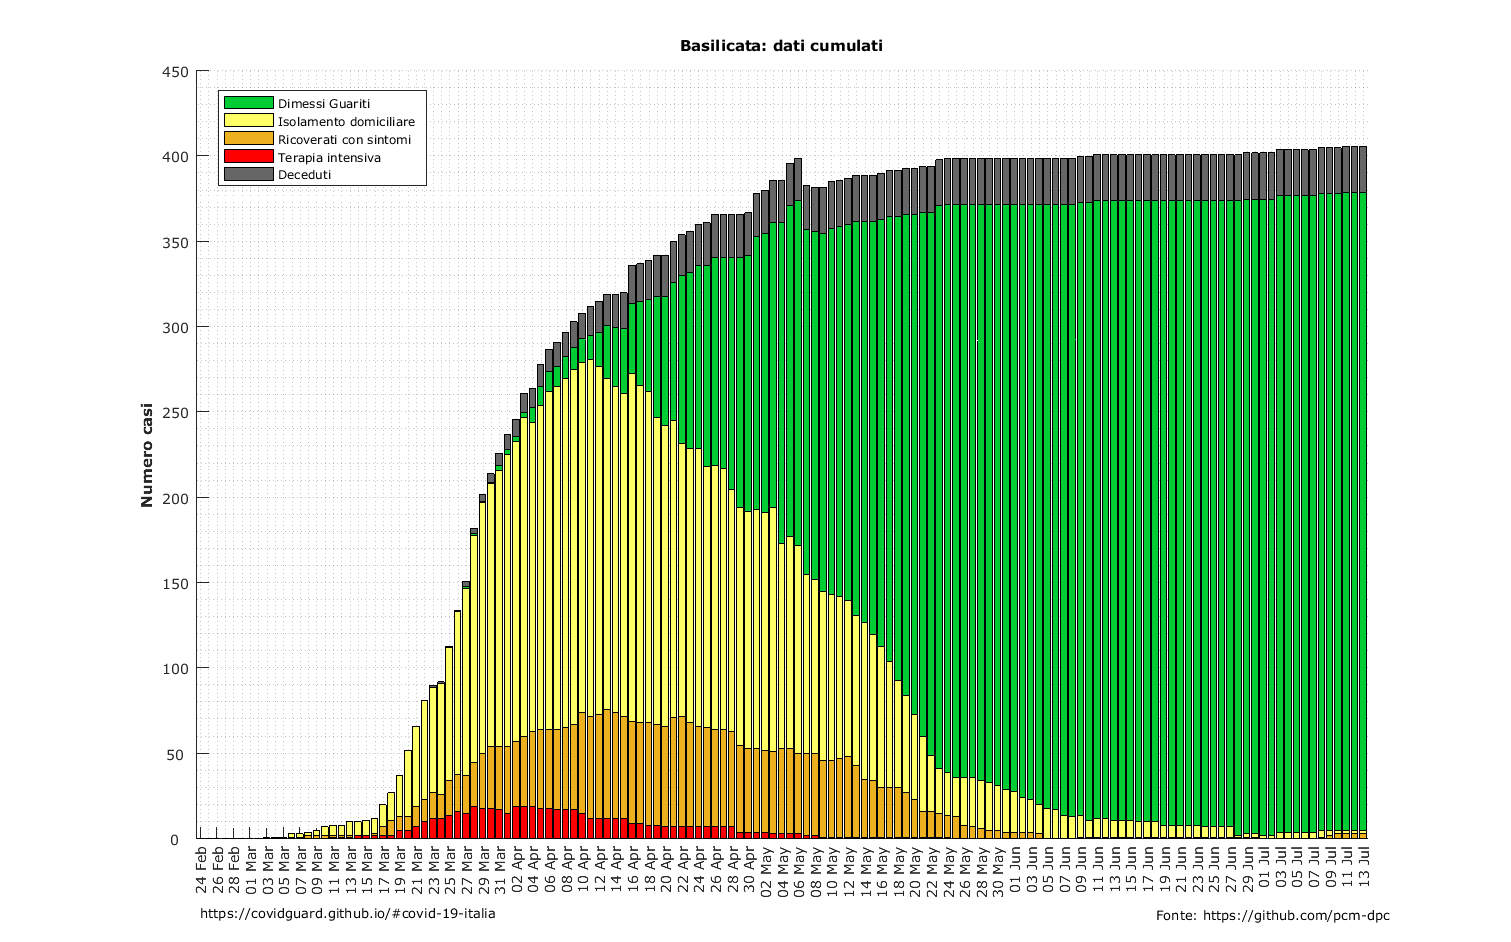 Basilicata: dati cumulati
450
400
350
300
250
200
150
100
50
0
Numero casi
Dimessi Guariti
Isolamento domiciliare
Ricoverati con sintomi
Terapia intensiva
Deceduti
24 Feb
26 Feb
28 Feb
01 Mar
03 Mar
05 Mar
07 Mar
09 Mar
11 Mar
13 Mar
15 Mar
17 Mar
19 Mar
21 Mar
23 Mar
25 Mar
27 Mar
29 Mar
31 Mar
02 Apr
04 Apr
06 Apr
08 Apr
10 Apr
12 Apr
14 Apr
16 Apr
18 Apr
20 Apr
22 Apr
24 Apr
26 Apr
28 Apr
30 Apr
02 May
04 May
06 May
08 May
10 May
12 May
14 May
16 May
18 May
20 May
22 May
24 May
26 May
28 May
30 May
01 Jun
03 Jun
05 Jun
07 Jun
09 Jun
11 Jun
13 Jun
15 Jun
17 Jun
19 Jun
21 Jun
23 Jun
25 Jun
27 Jun
29 Jun
01 Jul
03 Jul
05 Jul
07 Jul
09 Jul
11 Jul
13 Jul
https://covidguard.github.io/#covid-19-italia
Fonte: https://github.com/pcm-dpc